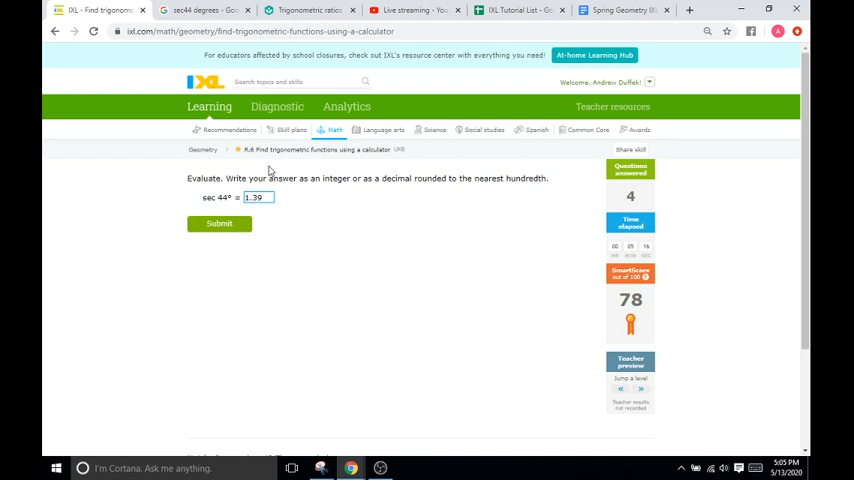 IXL - Find trigonome
sec44 degrees - Goo
Trigonometric ratios
Live streaming - You
IXL Tutorial List - Go
Spring Geometry IXL
ixl.com/math/geometry/find-trigonometric-functions-using-a-calculator
For educators affected by school closures, check out IXL's resource center with everything you need! At-home Learning Hub
IXL Search topics and skills Welcome, Andrew Duffek!
Learning Diagnostic Analytics Teacher resources
Recommendations Skill plans Math Language arts Science Social studies Spanish Common Core Awards
Geometry R.6 Find trigonometric functions using a calculator UK6 Share skill
Evaluate. Write your answer as an integer or as a decimal rounded to the nearest hundredth.
sec 44° = 1.39
Submit
Questions
answered
4
Time
elapsed
00 05 16
HR MIN SEC
SmartScore
out of 100 ?
78
Teacher
preview
Jump a level
« »
Teacher results
not recorded
I'm Cortana. Ask me anything.
5:05 PM
5/13/2020